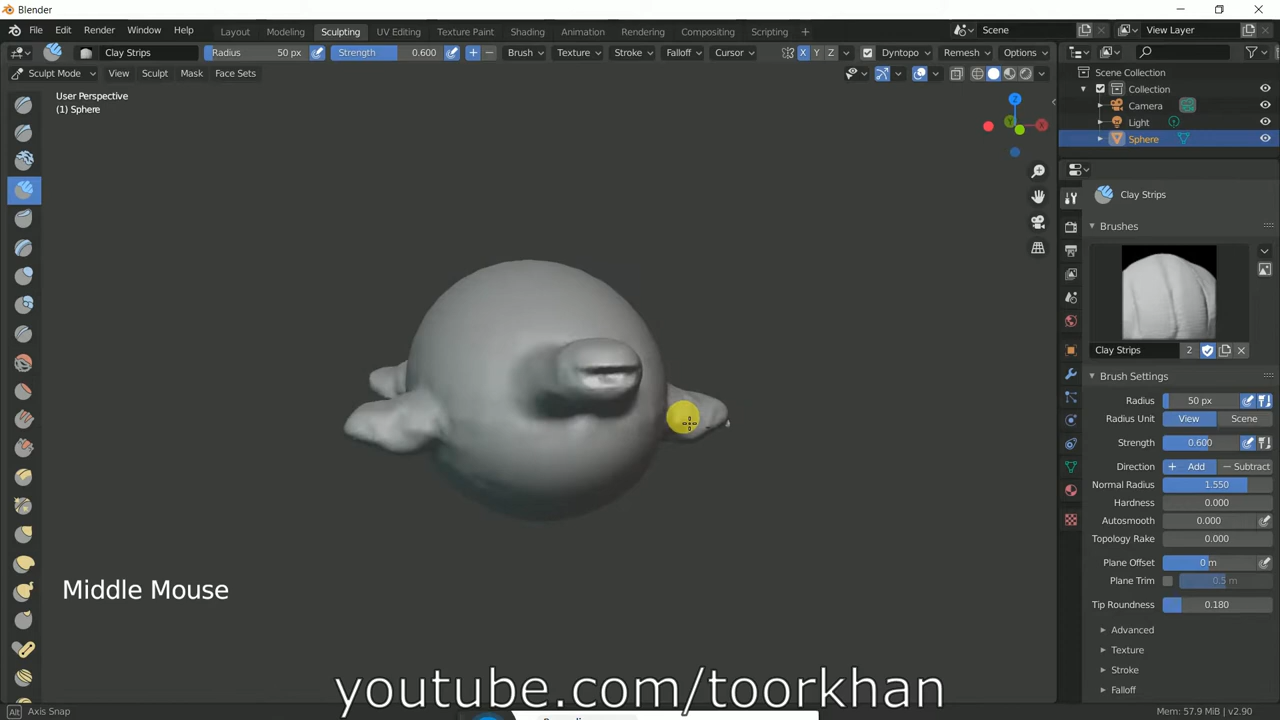 Blender
File Edit Render Window Help
Layout Modeling Sculpting UV Editing Texture Paint Shading Animation Rendering Compositing Scripting
Scene
View Layer
Clay Strips Radius 50 px Strength 0.600 Brush Texture Stroke Falloff Cursor X Y Z Dyntopo Remesh Options
Sculpt Mode View Sculpt Mask Face Sets
User Perspective
(1) Sphere
Z
Scene Collection
Collection
Camera
Light
Sphere
Clay Strips
Brushes
Clay Strips 2
Brush Settings
Radius 50 px
Radius Unit View Scene
Strength 0.600
Direction + Add − Subtract
Normal Radius 1.550
Hardness 0.000
Autosmooth 0.000
Topology Rake 0.000
Plane Offset 0 m
Plane Trim 0.5 m
Tip Roundness 0.180
Advanced
Texture
Stroke
Falloff
Middle Mouse
youtube.com/toorkhan
Alt Axis Snap
Mem: 57.9 MiB | v2.90